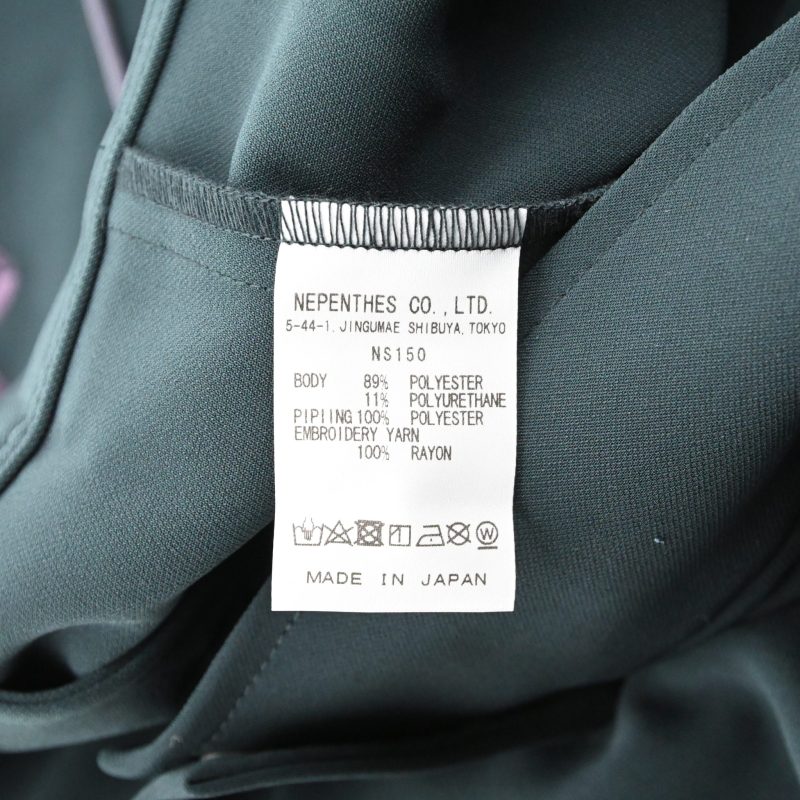 NEPENTHES CO.,LTD.
5-44-1, JINGUMAE SHIBUYA, TOKYO
NS150
BODY 89% POLYESTER
11% POLYURETHANE
PIPIING 100% POLYESTER
EMBROIDERY YARN
100% RAYON
W
MADE IN JAPAN